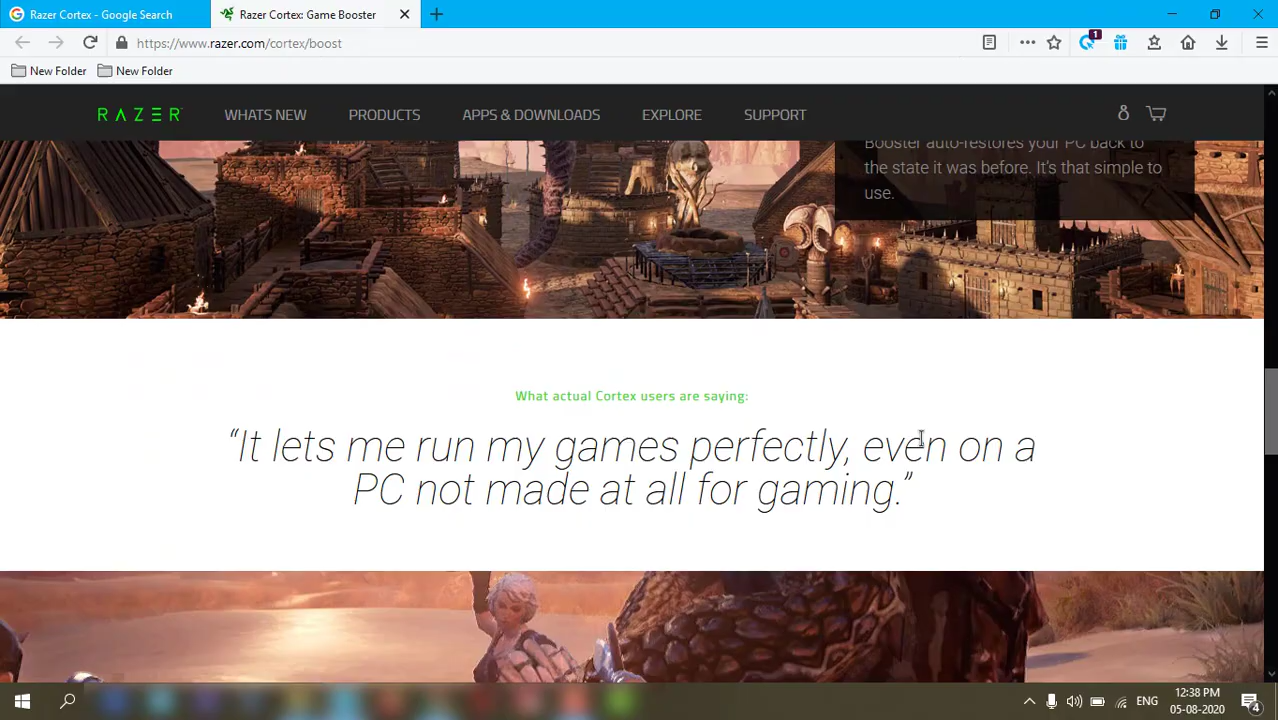 Razer Cortex - Google Search
Razer Cortex: Game Booster
https://www.razer.com/cortex/boost
1
New Folder
New Folder
RAZER
WHATS NEW
PRODUCTS
APPS & DOWNLOADS
EXPLORE
SUPPORT
Booster auto-restores your PC back to
the state it was before. It's that simple to
use.
What actual Cortex users are saying:
“It lets me run my games perfectly, even on a
PC not made at all for gaming.”
ENG
12:38 PM
05-08-2020
4